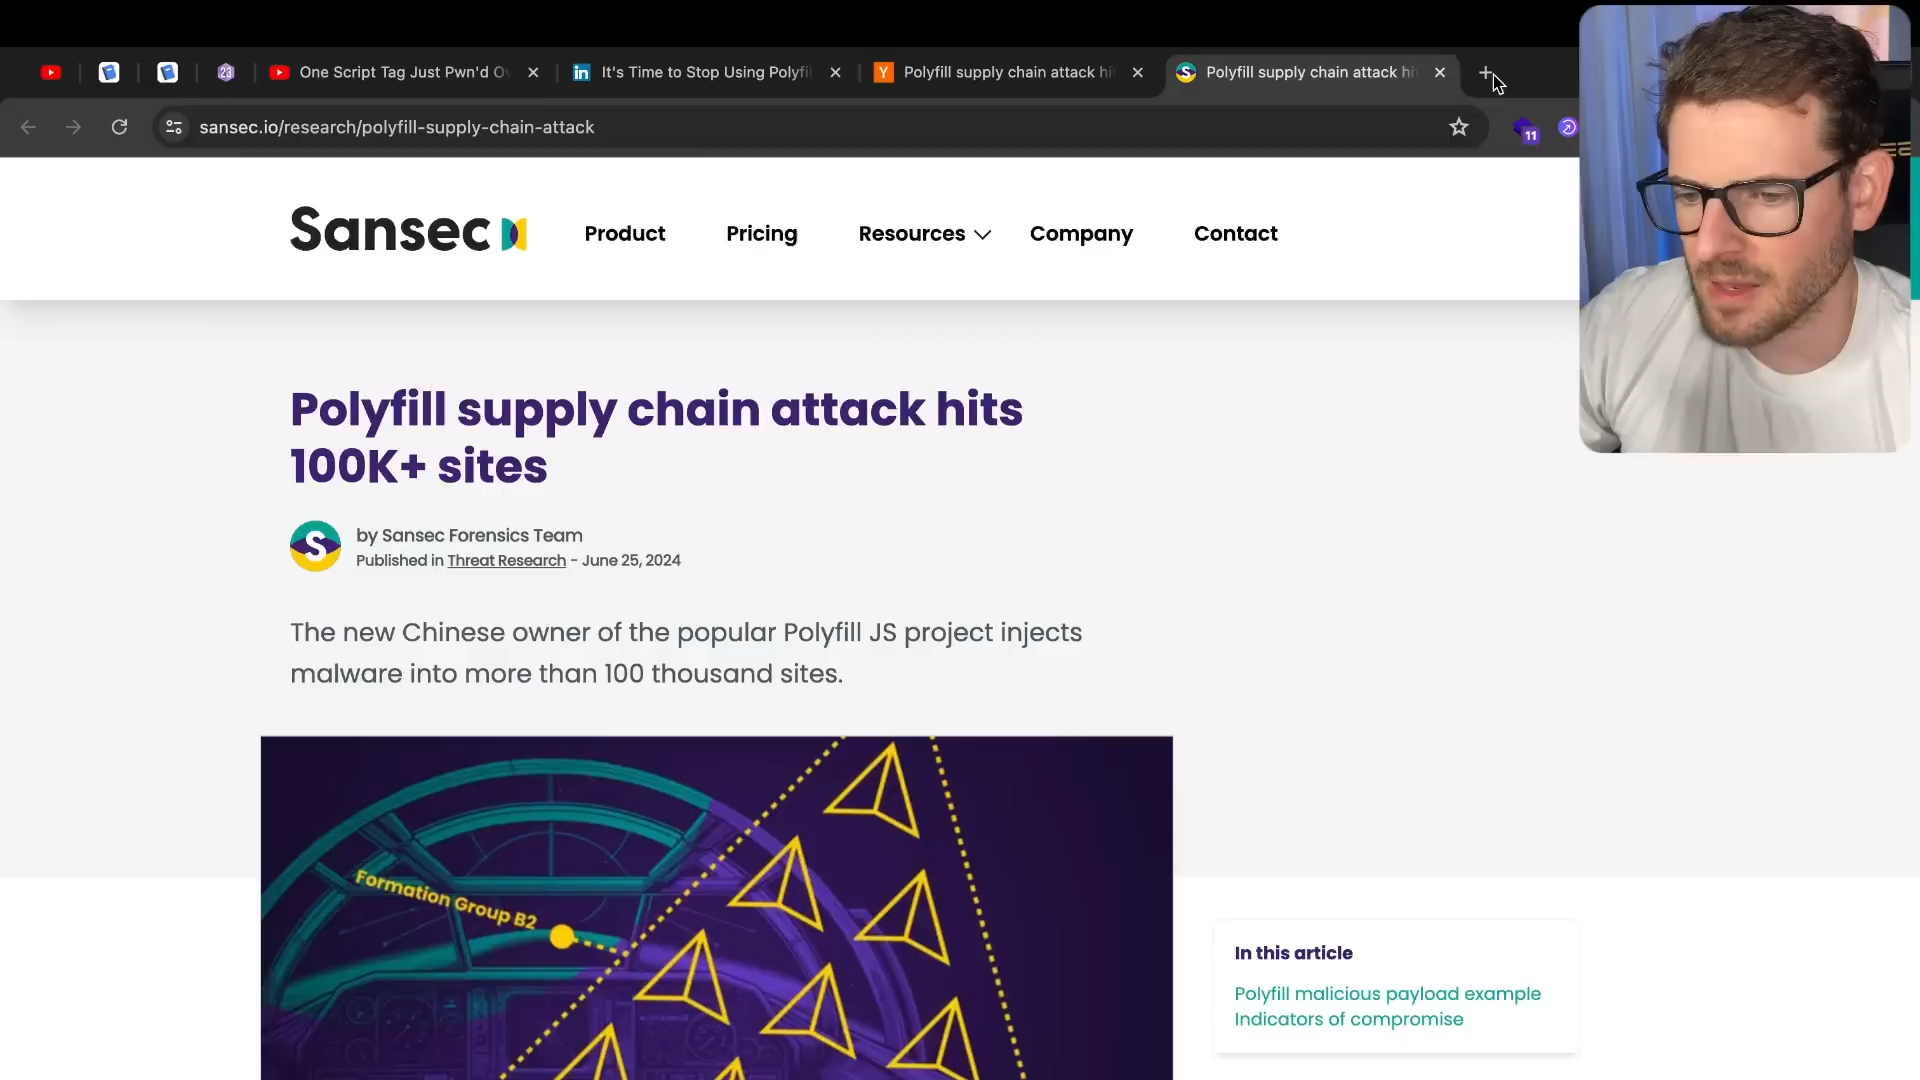 23
One Script Tag Just Pwn'd O
It's Time to Stop Using Polyfil
Polyfill supply chain attack hi
Polyfill supply chain attack hi
sansec.io/research/polyfill-supply-chain-attack
11
Sansec
Product
Pricing
Resources
Company
Contact
Polyfill supply chain attack hits
100K+ sites
by Sansec Forensics Team
Published in Threat Research - June 25, 2024
The new Chinese owner of the popular Polyfill JS project injects
malware into more than 100 thousand sites.
Formation Group B2
In this article
Polyfill malicious payload example
Indicators of compromise